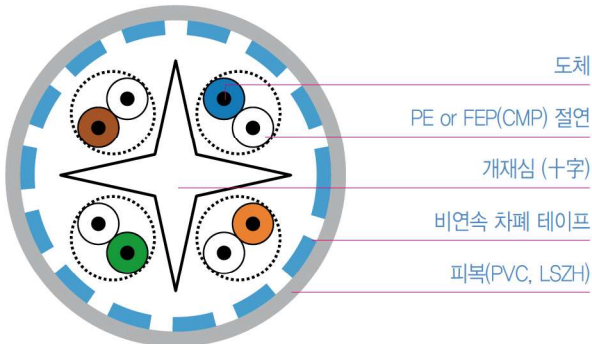 도체
PE or FEP(CMP) 절연
개재심 (十字)
비연속 차폐 테이프
피복(PVC, LSZH)